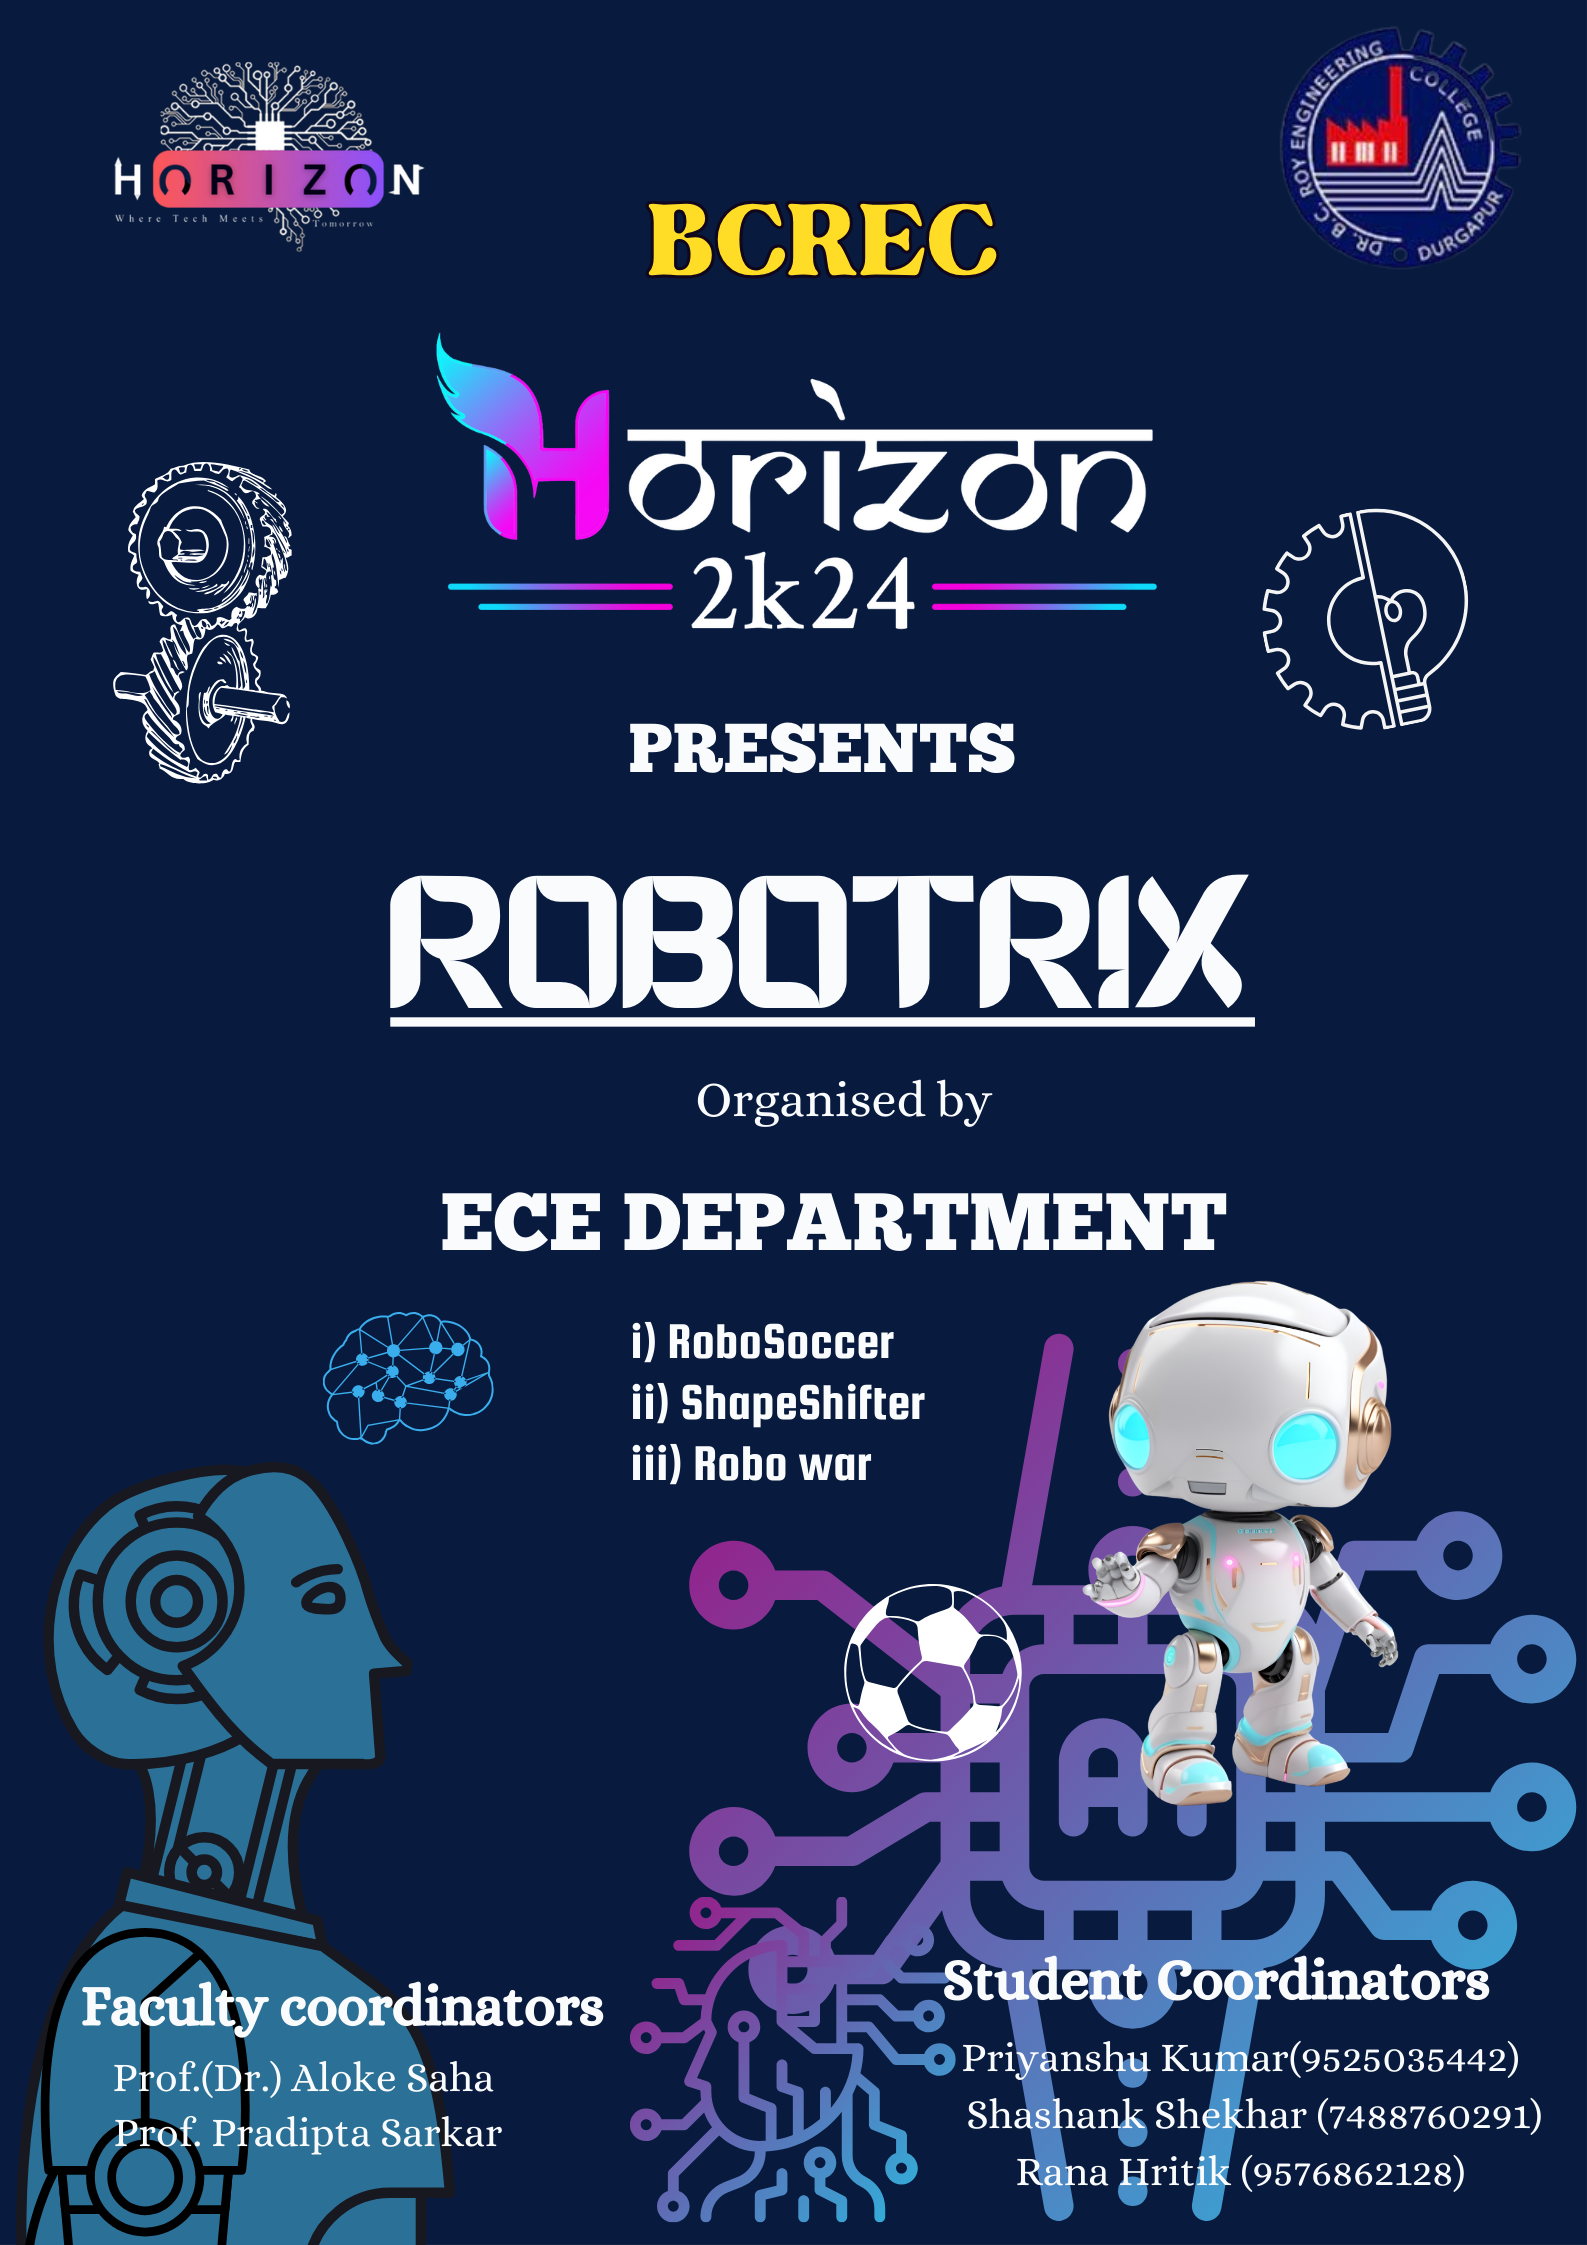 HORIZON
Where Tech Meets Tomorrow
DR. B.C. ROY ENGINEERING COLLEGE
DURGAPUR
BCREC
Horizon
2k24
PRESENTS
ROBOTRIX
Organised by
ECE DEPARTMENT
i) RoboSoccer
ii) ShapeShifter
iii) Robo war
AI
Faculty coordinators
Prof.(Dr.) Aloke Saha
Prof. Pradipta Sarkar
Student Coordinators
Priyanshu Kumar(9525035442)
Shashank Shekhar (7488760291)
Rana Hritik (9576862128)